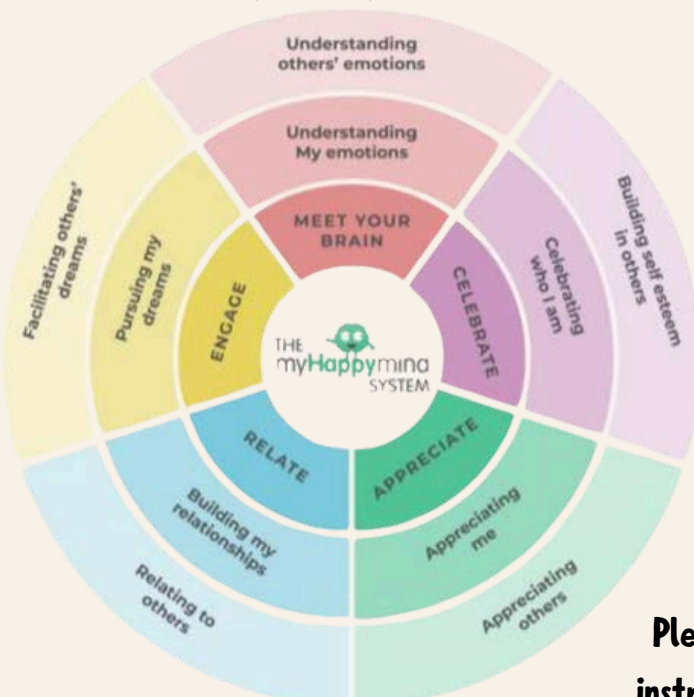 Understanding
others' emotions
Understanding
My emotions
MEET YOUR
BRAIN
Building self esteem
in others
Celebrating
who I am
CELEBRATE
Facilitating others'
dreams
Pursuing my
dreams
ENGAGE
THE
myHappymind
SYSTEM
RELATE
Building my
relationships
Relating to
others
APPRECIATE
Appreciating
me
Appreciating
others